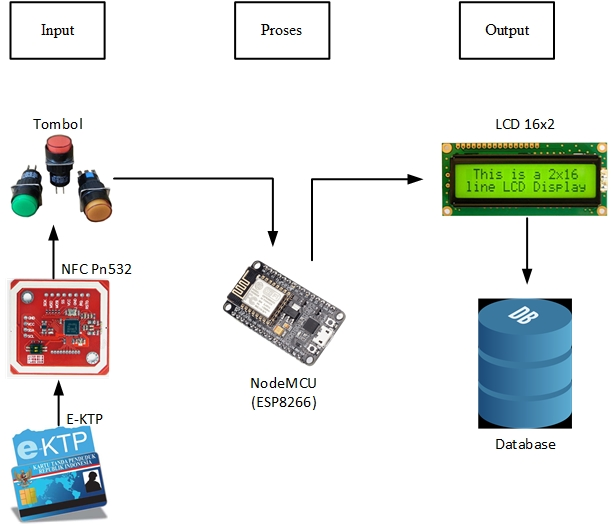 Input
Proses
Output
Tombol
LCD 16x2
This is a 2x16
line LCD Display
NFC Pn532
DB
NodeMCU
(ESP8266)
E-KTP
e-KTP
KARTU TANDA PENDUDUK
REPUBLIK INDONESIA
Database